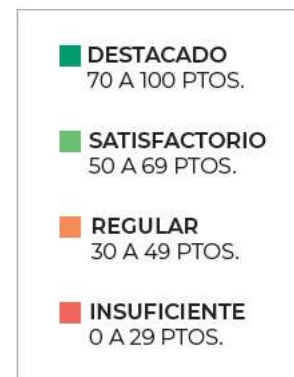 DESTACADO
70 A 100 PTOS.
SATISFACTORIO
50 A 69 PTOS.
REGULAR
30 A 49 PTOS.
INSUFICIENTE
0 A 29 PTOS.